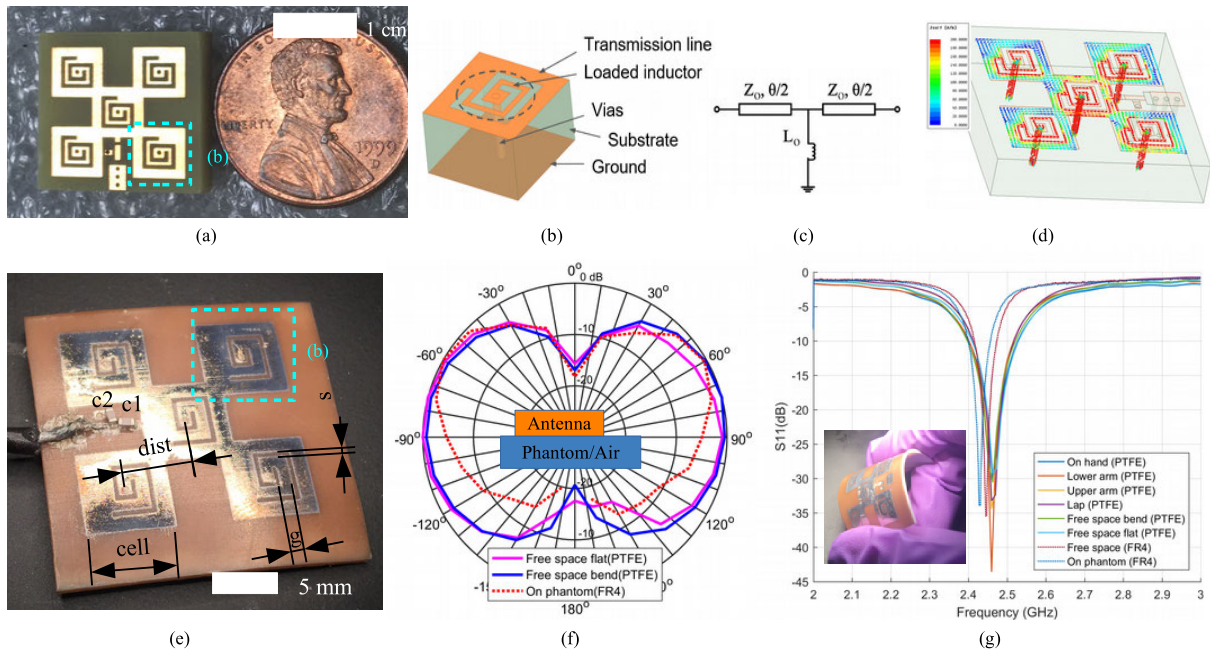 1 cm
LIBERTY
1999
D
(b)
(a)
Transmission line
Loaded inductor
Vias
Substrate
Ground
(b)
Z₀, θ/2
Z₀, θ/2
L₀
(c)
(d)
(b)
c2
c1
s
dist
cell
g
5 mm
(e)
0°
0 dB
-30°
30°
-10
-60°
60°
-20
-90°
90°
Antenna
Phantom/Air
-20
-120°
120°
-10
Free space flat(PTFE)
Free space bend(PTFE)
On phantom(FR4)
180°
(f)
S11(dB)
0
-5
-10
-15
-20
-25
-30
-35
-40
-45
On hand (PTFE)
Lower arm (PTFE)
Upper arm (PTFE)
Lap (PTFE)
Free space bend (PTFE)
Free space flat (PTFE)
Free space (FR4)
On phantom (FR4)
2
2.1
2.2
2.3
2.4
2.5
2.6
2.7
2.8
2.9
3
Frequency (GHz)
(g)